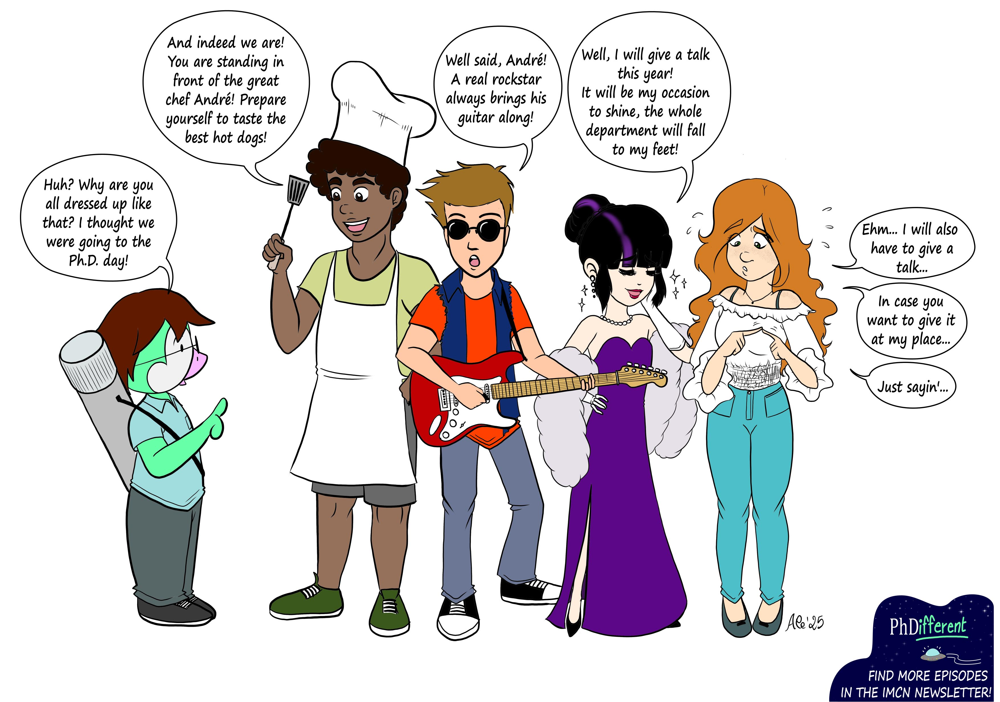 Huh? Why are you
all dressed up like
that? I thought we
were going to the
Ph.D. day!
And indeed we are!
You are standing in
front of the great
chef André! Prepare
yourself to taste the
best hot dogs!
Well said, André!
A real rockstar
always brings his
guitar along!
Well, I will give a talk
this year!
It will be my occasion
to shine, the whole
department will fall
to my feet!
Ehm... I will also
have to give a
talk...
In case you
want to give it
at my place...
Just sayin'...
Ale '25
PhDifferent
FIND MORE EPISODES
IN THE IMCN NEWSLETTER!